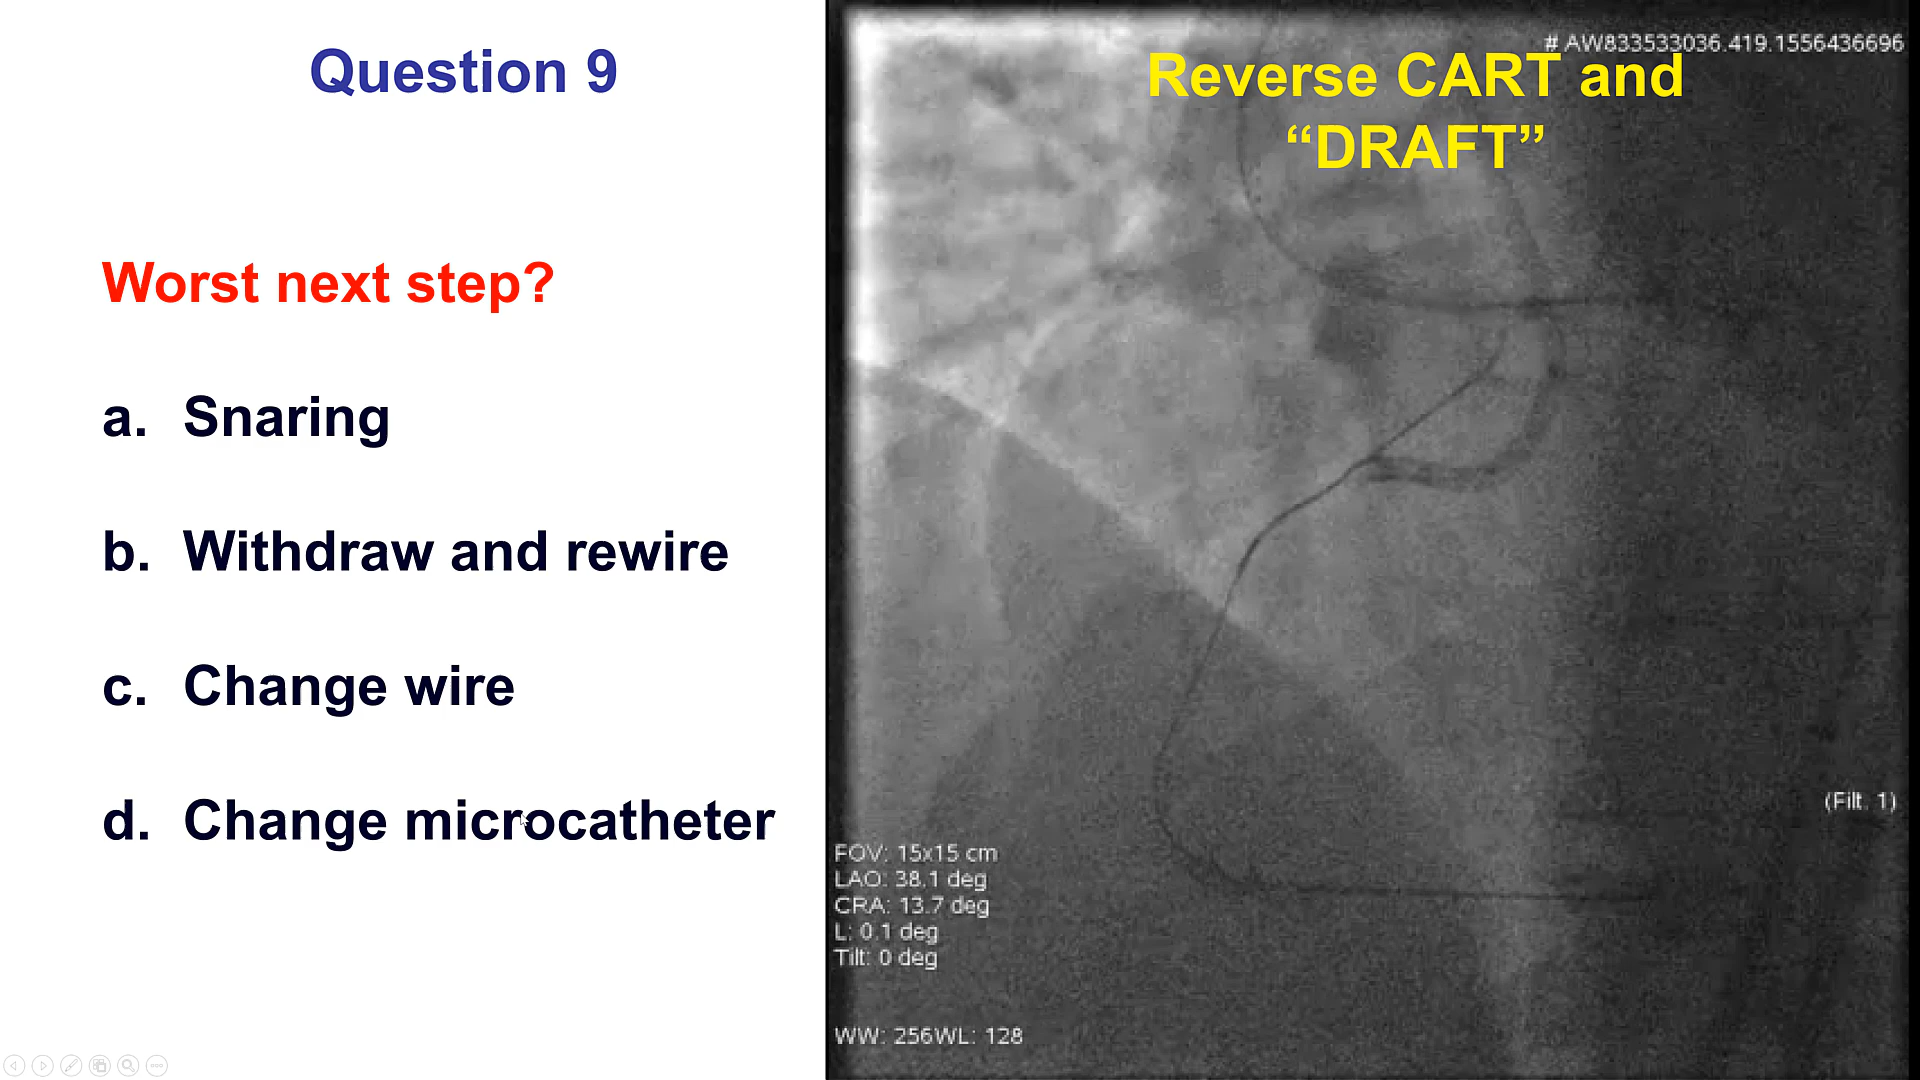 Question 9
Worst next step?
a. Snaring
b. Withdraw and rewire
c. Change wire
d. Change microcatheter
# AW833533036.419.1556436696
Reverse CART and
“DRAFT”
(Filt. 1)
FOV: 15x15 cm
LAO: 38.1 deg
CRA: 13.7 deg
L: 0.1 deg
Tilt: 0 deg
WW: 256WL: 128